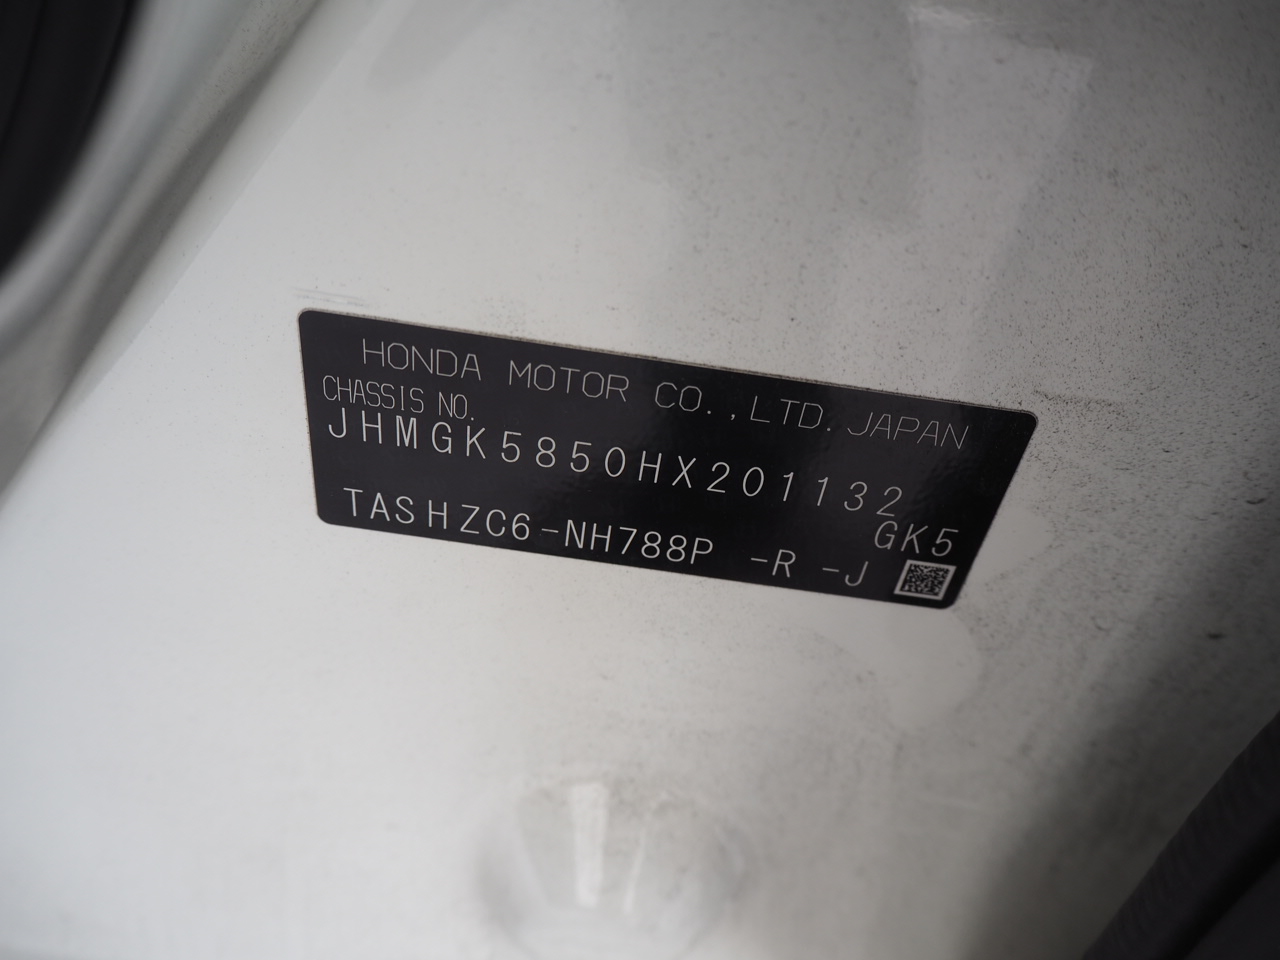 HONDA MOTOR CO.,LTD. JAPAN
CHASSIS NO.
JHMGK5850HX201132
GK5
TASHZC6-NH788P -R -J